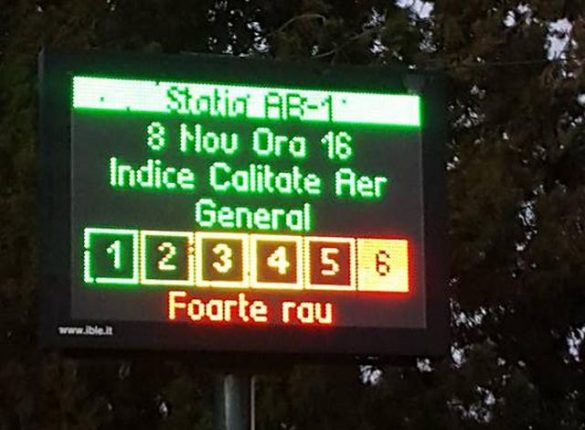 Statia AB-1
8 Nov Ora 16
Indice Calitate Aer
General
1 2 3 4 5 6
Foarte rau
www.ible.it